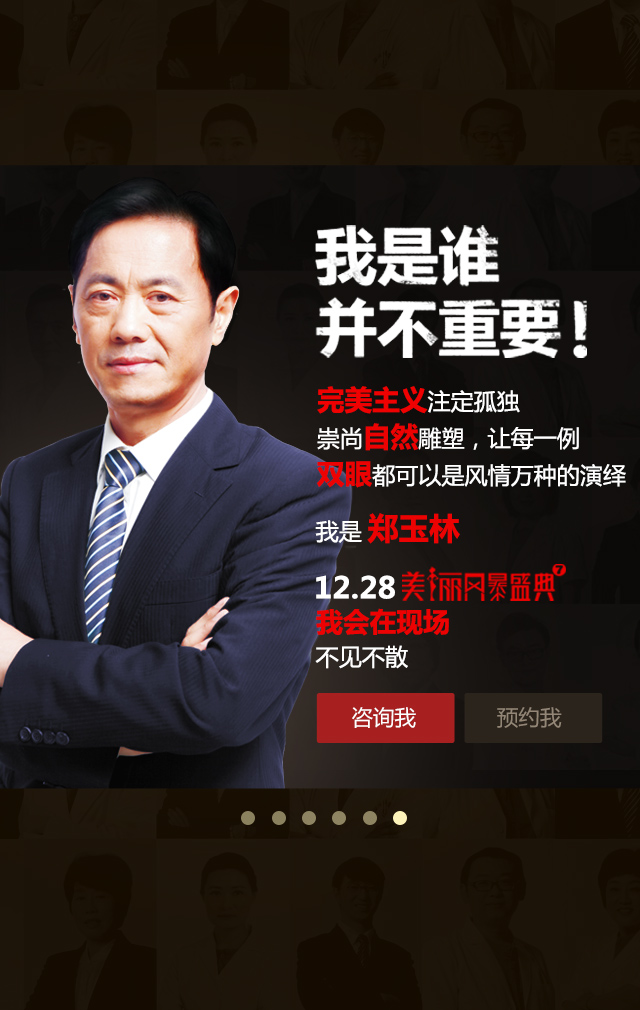 我是谁
并不重要!
完美主义注定孤独
崇尚自然雕塑，让每一例
双眼都可以是风情万种的演绎
我是 郑玉林
12.28 美丽风暴盛典7
我会在现场
不见不散
咨询我
预约我